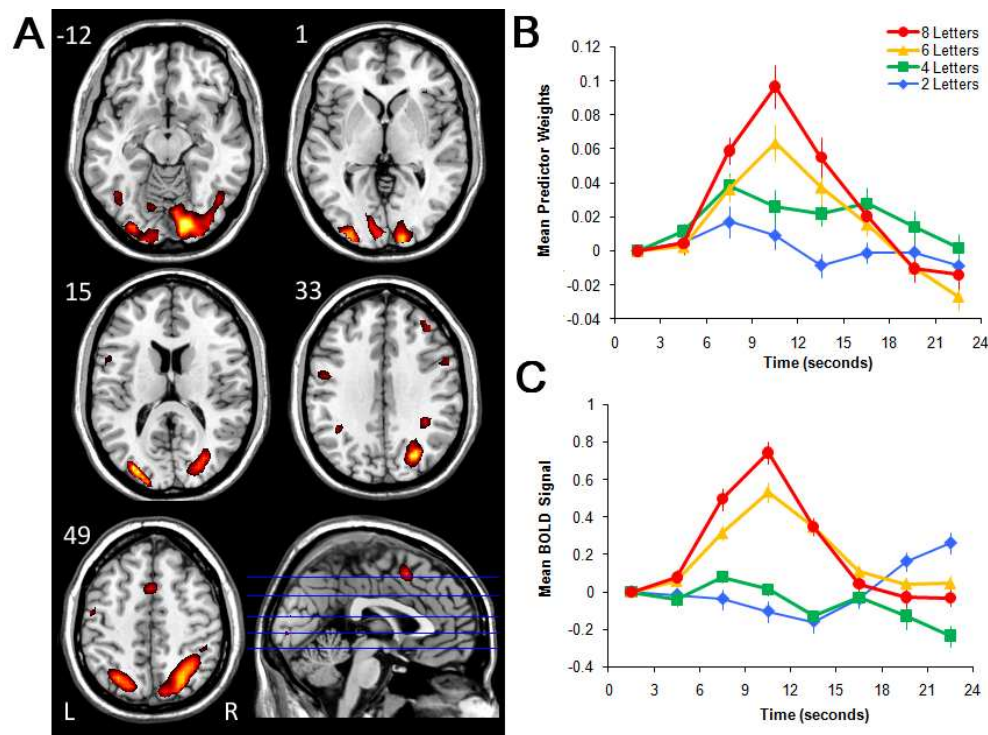 A
-12
1
15
33
49
L
R
B
Mean Predictor Weights
0.12
0.1
0.08
0.06
0.04
0.02
0
-0.02
-0.04
0 3 6 9 12 15 18 21 24
Time (seconds)
8 Letters
6 Letters
4 Letters
2 Letters
C
Mean BOLD Signal
1
0.8
0.6
0.4
0.2
0
-0.2
-0.4
0 3 6 9 12 15 18 21 24
Time (seconds)